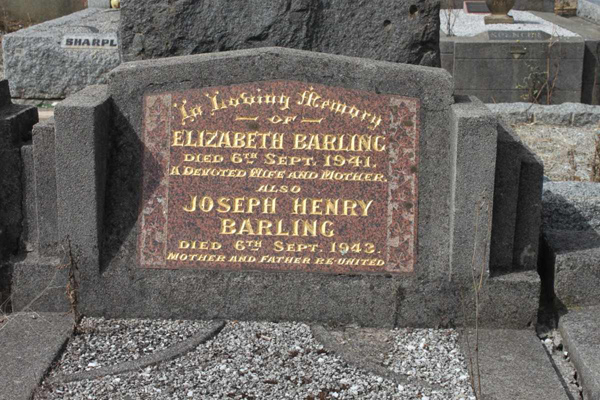 SHARPL
In Loving Memory
OF
ELIZABETH BARLING
DIED 6TH SEPT. 1941.
A DEVOTED WIFE AND MOTHER.
ALSO
JOSEPH HENRY
BARLING
DIED 6TH SEPT. 1943.
MOTHER AND FATHER RE-UNITED